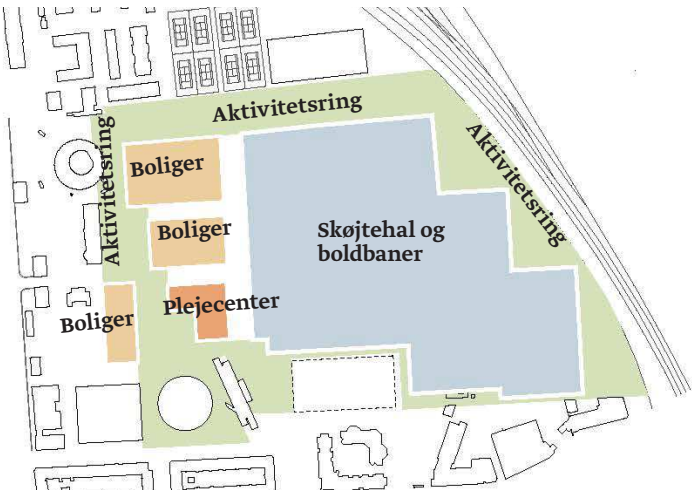 Aktivitetsring
Aktivitetsring
Aktivitetsring
Boliger
Boliger
Skøjtehal og
boldbaner
Plejecenter
Boliger